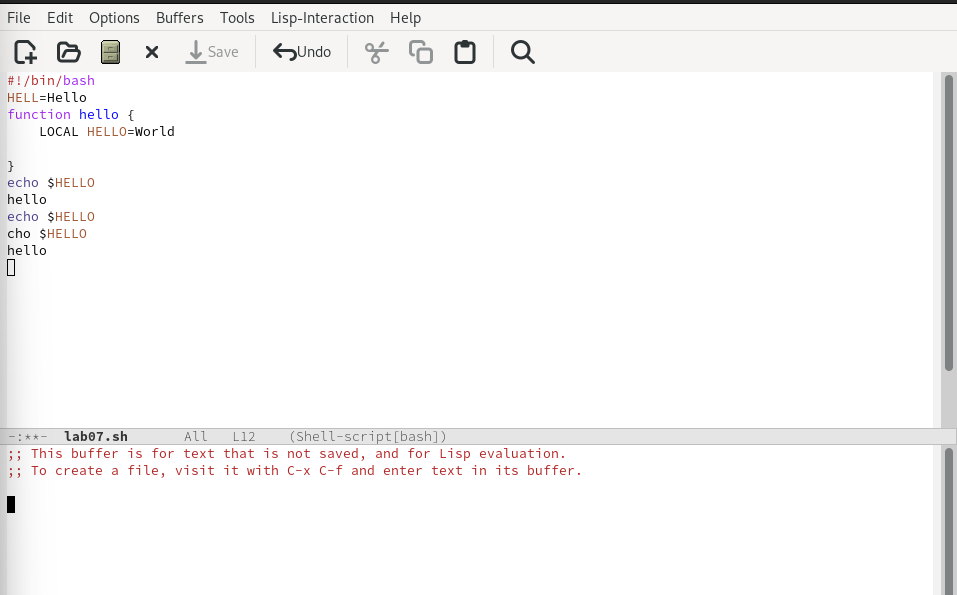 File Edit Options Buffers Tools Lisp-Interaction Help
Save Undo
#!/bin/bash
HELL=Hello
function hello {
    LOCAL HELLO=World
}
echo $HELLO
hello
echo $HELLO
cho $HELLO
hello
-:**- lab07.sh All L12 (Shell-script[bash])
;; This buffer is for text that is not saved, and for Lisp evaluation.
;; To create a file, visit it with C-x C-f and enter text in its buffer.